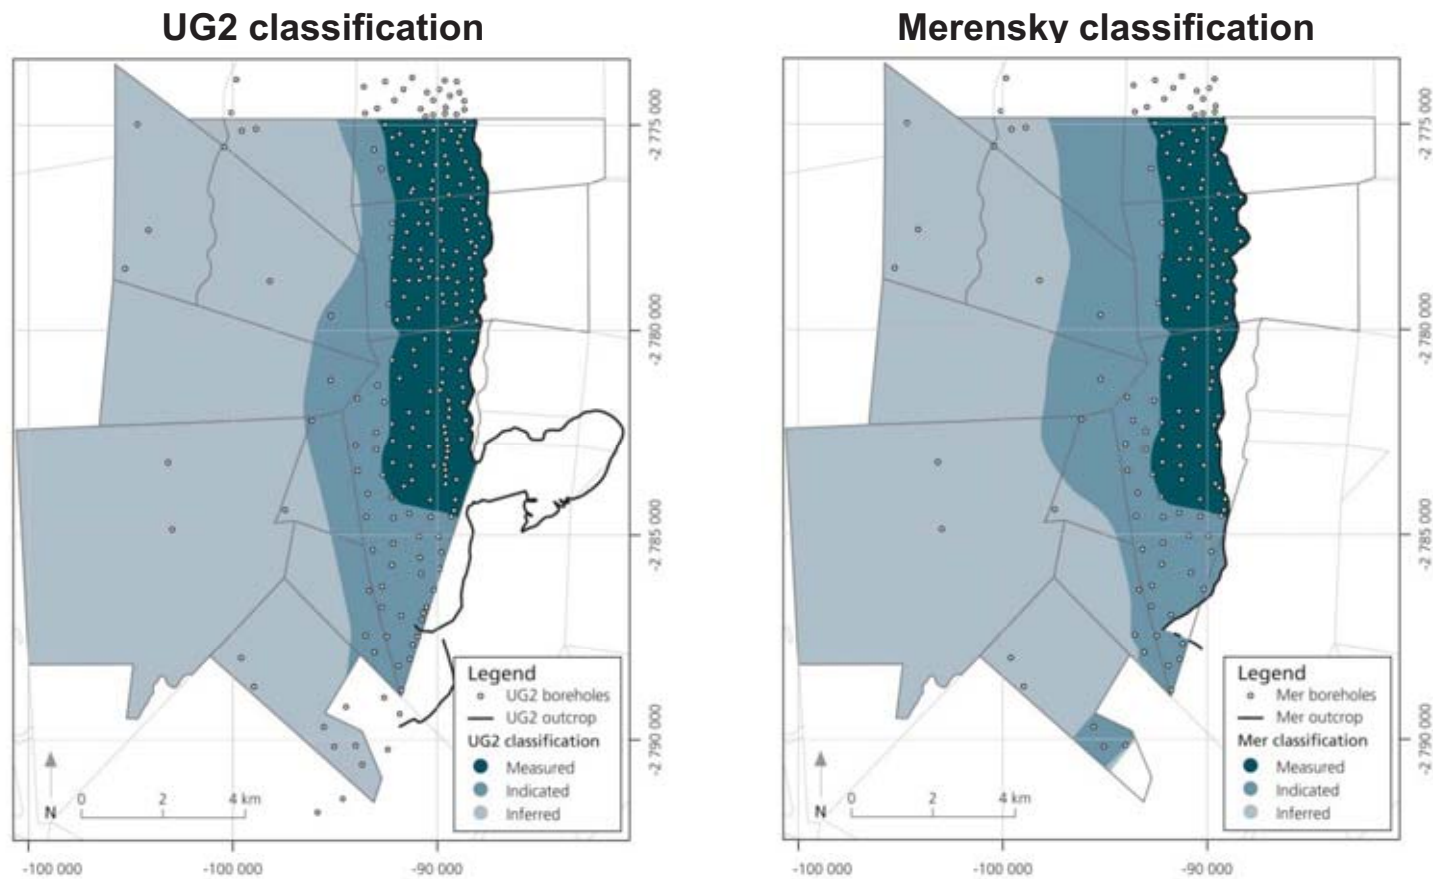 UG2 classification
-2 775 000
-2 780 000
-2 785 000
-2 790 000
Legend
UG2 boreholes
UG2 outcrop
UG2 classification
Measured
Indicated
Inferred
N
0 2 4 km
-100 000 -100 000 -90 000
Merensky classification
-2 775 000
-2 780 000
-2 785 000
-2 790 000
Legend
Mer boreholes
Mer outcrop
Mer classification
Measured
Indicated
Inferred
N
0 2 4 km
-100 000 -100 000 -90 000